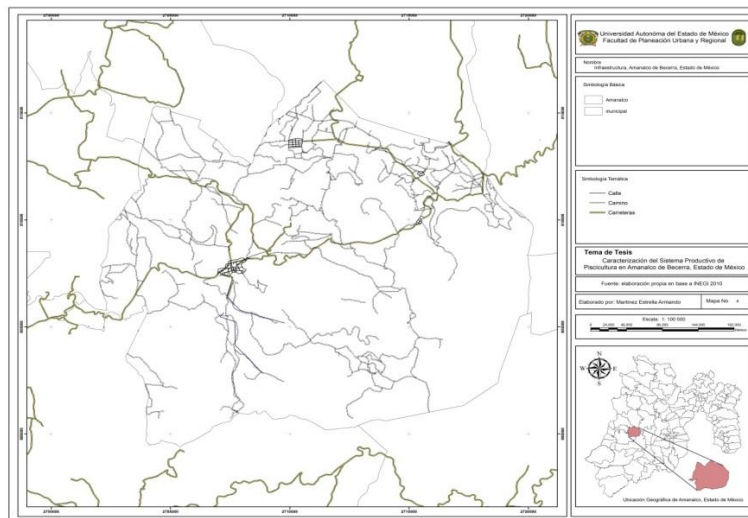 Universidad Autónoma del Estado de México
Facultad de Planeación Urbana y Regional
Nombre
Infraestructura, Amanalco de Becerra, Estado de México
Simbología Básica
Amanalco
municipal
Simbología Temática
Calle
Camino
Carreteras
Tema de Tesis
Caracterización del Sistema Productivo de
Piscicultura en Amanalco de Becerra, Estado de México
Fuente: elaboración propia en base a INEGI 2010
Elaborado por: Martínez Estrella Armando
Mapa No
Escala: 1: 100 000
N
W
E
S
Ubicación Geográfica de Amanalco, Estado de México